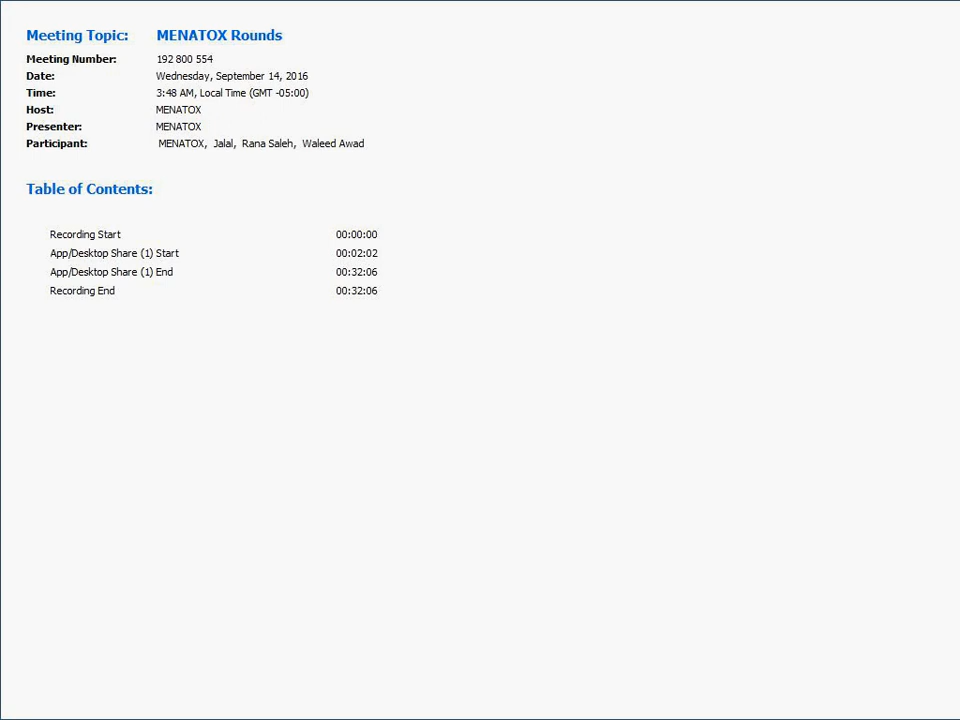 Meeting Topic: MENATOX Rounds
Meeting Number: 192 800 554
Date: Wednesday, September 14, 2016
Time: 3:48 AM, Local Time (GMT -05:00)
Host: MENATOX
Presenter: MENATOX
Participant: MENATOX, Jalal, Rana Saleh, Waleed Awad
Table of Contents:
Recording Start 00:00:00
App/Desktop Share (1) Start 00:02:02
App/Desktop Share (1) End 00:32:06
Recording End 00:32:06